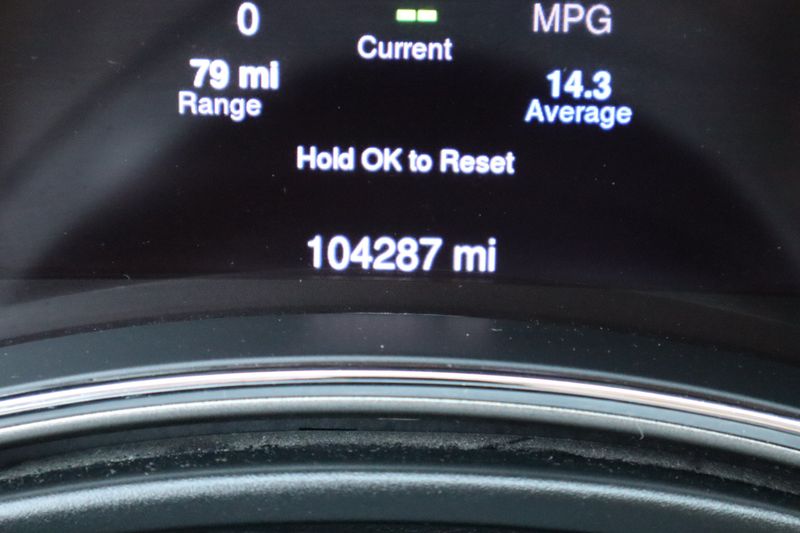 0 -- MPG
Current
79 mi 14.3
Range Average
Hold OK to Reset
104287 mi